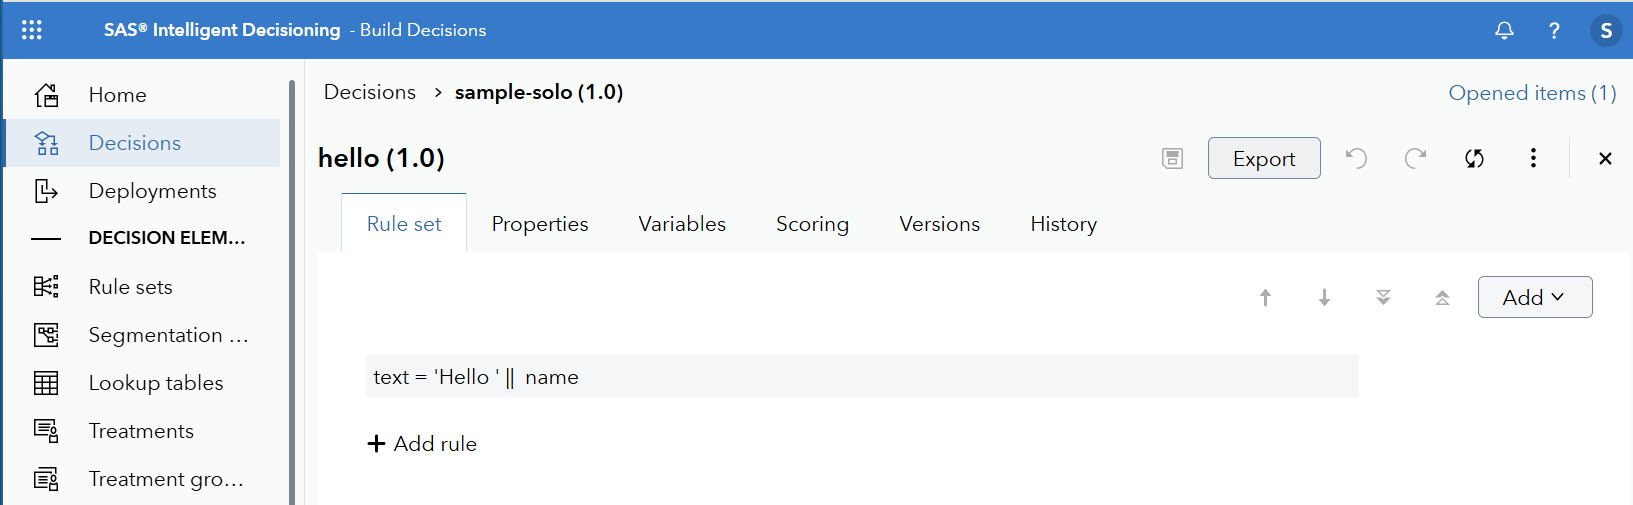 SAS® Intelligent Decisioning - Build Decisions
?
S
Home
Decisions
Deployments
DECISION ELEM...
Rule sets
Segmentation ...
Lookup tables
Treatments
Treatment gro...
Decisions > sample-solo (1.0)
Opened items (1)
hello (1.0)
Export
Rule set
Properties
Variables
Scoring
Versions
History
Add
text = 'Hello ' || name
+ Add rule